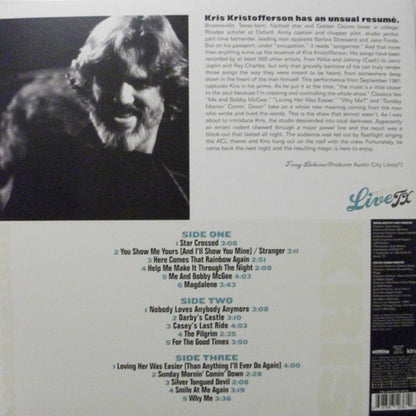 Kris Kristofferson has an unsual resumé.
Brownsville, Texas-born, football star and Golden Gloves boxer in college,
Rhodes scholar at Oxford, Army captain and chopper pilot, studio janitor,
part time bartender, leading man opposite Barbra Streisand and Jane Fonda.
But on his passport, under "occupation," it reads "songwriter." And that more
than anything sums up the essence of Kris Kristofferson. His songs have been
recorded by at least 500 other artists, from Willie and Johnny (Cash) to Janis
Joplin and Ray Charles, but only that gravelly baritone of his can truly render
those songs the way they were meant to be heard, from somewhere deep
down in the heart of the man himself. This performance from September 1981
captures Kris in his prime. As he put it at the time, "the music's a little closer
to the soul because I'm creating and controlling the whole show." Classics like
"Me and Bobby McGee," "Loving Her Was Easier," "Why Me?" and "Sunday
Mornin' Comin' Down" take on a whole new meaning coming from the man
who wrote and lived the words. This is the show that almost wasn't. As I was
about to introduce Kris, the studio descended into total darkness. Apparently
an errant rodent chewed through a major power line and the result was a
black-out that lasted all night. The audience was led out by flashlight singing
the ACL theme and Kris hung out on the roof with the crew. Fortunately, he
came back the next night and the resulting magic is here to enjoy.
Terry Lickona (Producer Austin City Limits®)
Live TX
SIDE ONE
1 Star Crossed 3:08
2 You Show Me Yours (And I'll Show You Mine) / Stranger 3:11
3 Here Comes That Rainbow Again 2:51
4 Help Me Make It Through The Night 2:08
5 Me And Bobby McGee 3:20
6 Magdalene 3:43
SIDE TWO
1 Nobody Loves Anybody Anymore 3:08
2 Darby's Castle 3:10
3 Casey's Last Ride 4:03
4 The Pilgrim 2:35
5 For The Good Times 3:50
SIDE THREE
1 Loving Her Was Easier (Than Anything I'll Ever Do Again) 4:00
2 Sunday Mornin' Comin' Down 2:28
3 Silver Tongued Devil 4:08
4 Smile At Me Again 3:19
5 Why Me 3:36